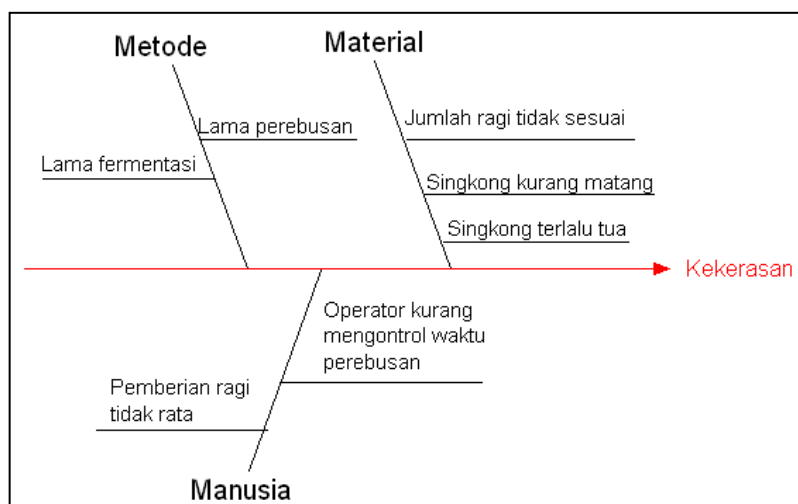 Metode
Material
Lama perebusan
Lama fermentasi
Jumlah ragi tidak sesuai
Singkong kurang matang
Singkong terlalu tua
Kekerasan
Operator kurang
mengontrol waktu
perebusan
Pemberian ragi
tidak rata
Manusia